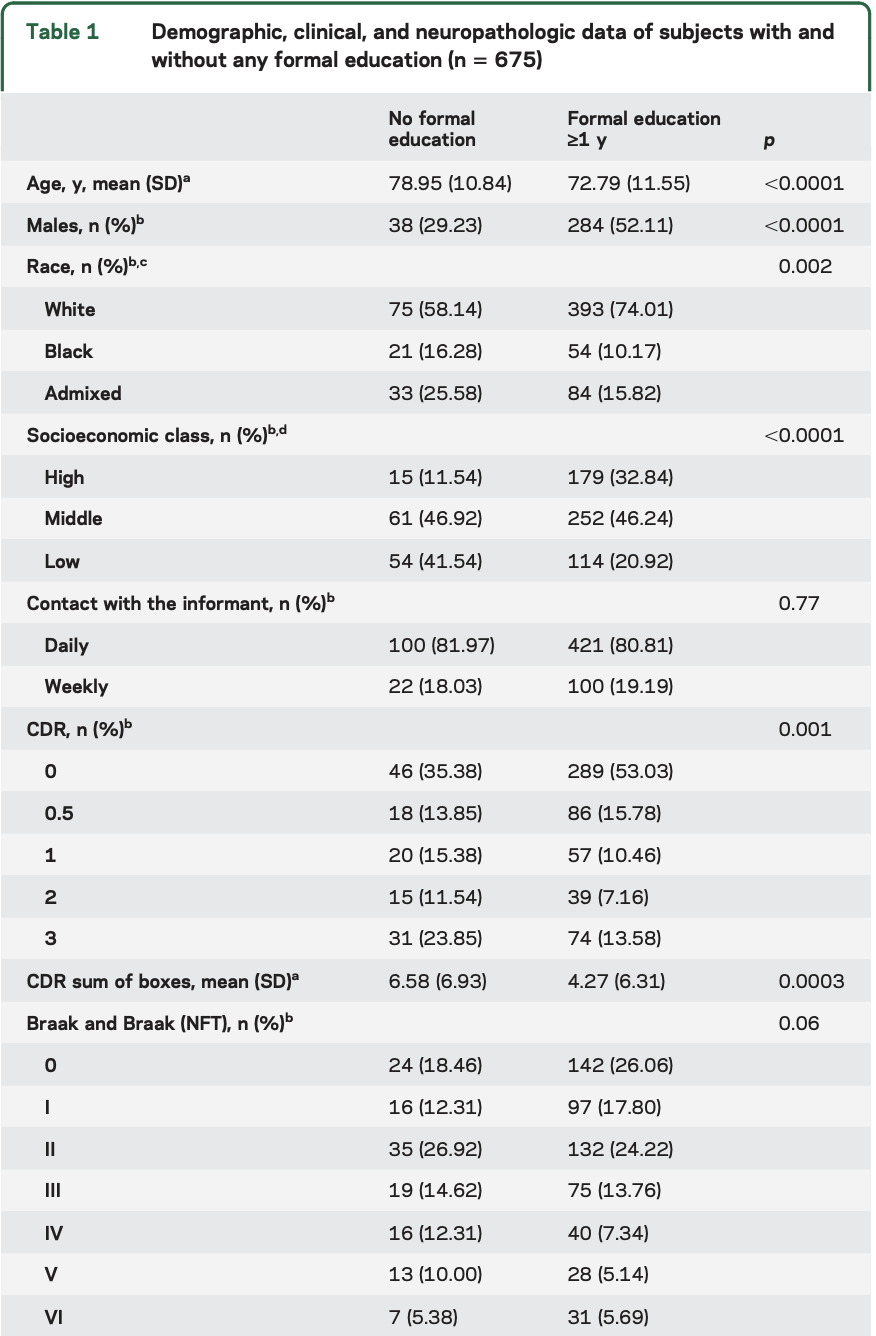 Table 1 Demographic, clinical, and neuropathologic data of subjects with and
without any formal education (n = 675)
No formal education Formal education ≥1 y p
Age, y, mean (SD)a 78.95 (10.84) 72.79 (11.55) <0.0001
Males, n (%)b 38 (29.23) 284 (52.11) <0.0001
Race, n (%)b,c 0.002
White 75 (58.14) 393 (74.01)
Black 21 (16.28) 54 (10.17)
Admixed 33 (25.58) 84 (15.82)
Socioeconomic class, n (%)b,d <0.0001
High 15 (11.54) 179 (32.84)
Middle 61 (46.92) 252 (46.24)
Low 54 (41.54) 114 (20.92)
Contact with the informant, n (%)b 0.77
Daily 100 (81.97) 421 (80.81)
Weekly 22 (18.03) 100 (19.19)
CDR, n (%)b 0.001
0 46 (35.38) 289 (53.03)
0.5 18 (13.85) 86 (15.78)
1 20 (15.38) 57 (10.46)
2 15 (11.54) 39 (7.16)
3 31 (23.85) 74 (13.58)
CDR sum of boxes, mean (SD)a 6.58 (6.93) 4.27 (6.31) 0.0003
Braak and Braak (NFT), n (%)b 0.06
0 24 (18.46) 142 (26.06)
I 16 (12.31) 97 (17.80)
II 35 (26.92) 132 (24.22)
III 19 (14.62) 75 (13.76)
IV 16 (12.31) 40 (7.34)
V 13 (10.00) 28 (5.14)
VI 7 (5.38) 31 (5.69)